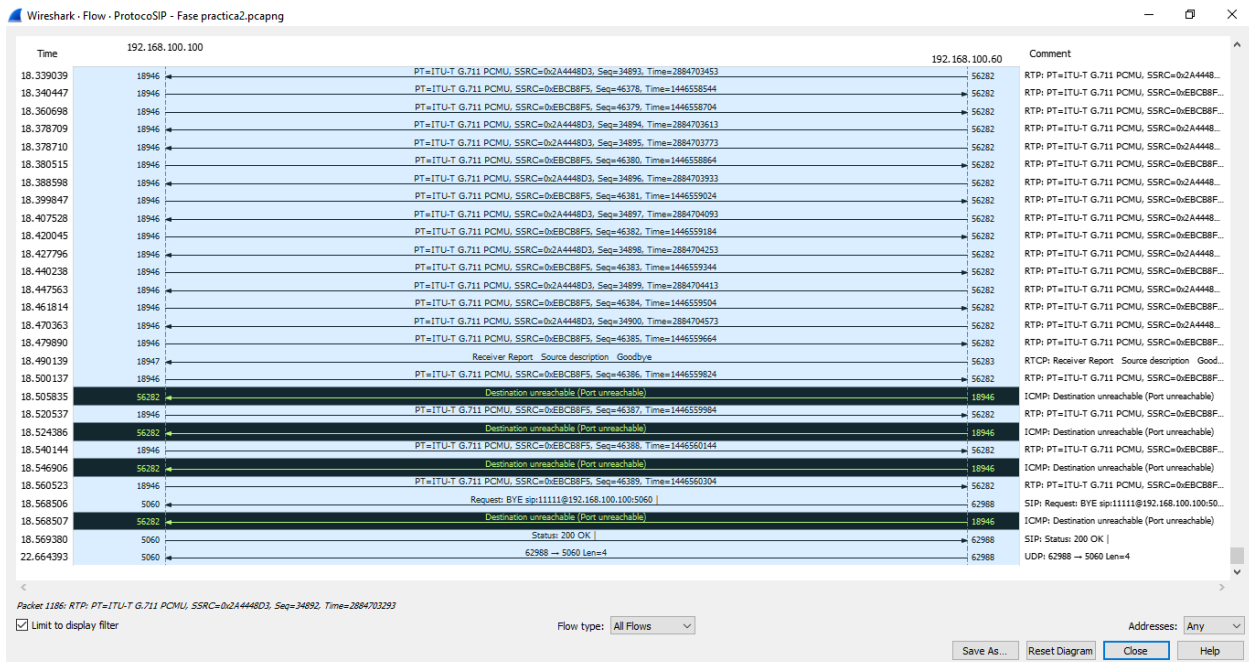 Wireshark · Flow · ProtocoSIP - Fase practica2.pcapng
192.168.100.100
Time 192.168.100.60 Comment
18.339039 18946 PT=ITU-T G.711 PCMU, SSRC=0x2A4448D3, Seq=34893, Time=2884703453 56282 RTP: PT=ITU-T G.711 PCMU, SSRC=0x2A4448...
18.340447 18946 PT=ITU-T G.711 PCMU, SSRC=0xEBCB8F5, Seq=46378, Time=1446558544 56282 RTP: PT=ITU-T G.711 PCMU, SSRC=0xEBCB8F...
18.360698 18946 PT=ITU-T G.711 PCMU, SSRC=0xEBCB8F5, Seq=46379, Time=1446558704 56282 RTP: PT=ITU-T G.711 PCMU, SSRC=0xEBCB8F...
18.378709 18946 PT=ITU-T G.711 PCMU, SSRC=0x2A4448D3, Seq=34894, Time=2884703613 56282 RTP: PT=ITU-T G.711 PCMU, SSRC=0x2A4448...
18.378710 18946 PT=ITU-T G.711 PCMU, SSRC=0x2A4448D3, Seq=34895, Time=2884703773 56282 RTP: PT=ITU-T G.711 PCMU, SSRC=0x2A4448...
18.380515 18946 PT=ITU-T G.711 PCMU, SSRC=0xEBCB8F5, Seq=46380, Time=1446558864 56282 RTP: PT=ITU-T G.711 PCMU, SSRC=0xEBCB8F...
18.388598 18946 PT=ITU-T G.711 PCMU, SSRC=0x2A4448D3, Seq=34896, Time=2884703933 56282 RTP: PT=ITU-T G.711 PCMU, SSRC=0x2A4448...
18.399847 18946 PT=ITU-T G.711 PCMU, SSRC=0xEBCB8F5, Seq=46381, Time=1446559024 56282 RTP: PT=ITU-T G.711 PCMU, SSRC=0xEBCB8F...
18.407528 18946 PT=ITU-T G.711 PCMU, SSRC=0x2A4448D3, Seq=34897, Time=2884704093 56282 RTP: PT=ITU-T G.711 PCMU, SSRC=0x2A4448...
18.420045 18946 PT=ITU-T G.711 PCMU, SSRC=0xEBCB8F5, Seq=46382, Time=1446559184 56282 RTP: PT=ITU-T G.711 PCMU, SSRC=0xEBCB8F...
18.427796 18946 PT=ITU-T G.711 PCMU, SSRC=0x2A4448D3, Seq=34898, Time=2884704253 56282 RTP: PT=ITU-T G.711 PCMU, SSRC=0x2A4448...
18.440238 18946 PT=ITU-T G.711 PCMU, SSRC=0xEBCB8F5, Seq=46383, Time=1446559344 56282 RTP: PT=ITU-T G.711 PCMU, SSRC=0xEBCB8F...
18.447563 18946 PT=ITU-T G.711 PCMU, SSRC=0x2A4448D3, Seq=34899, Time=2884704413 56282 RTP: PT=ITU-T G.711 PCMU, SSRC=0x2A4448...
18.461814 18946 PT=ITU-T G.711 PCMU, SSRC=0xEBCB8F5, Seq=46384, Time=1446559504 56282 RTP: PT=ITU-T G.711 PCMU, SSRC=0xEBCB8F...
18.470363 18946 PT=ITU-T G.711 PCMU, SSRC=0x2A4448D3, Seq=34900, Time=2884704573 56282 RTP: PT=ITU-T G.711 PCMU, SSRC=0x2A4448...
18.479890 18946 PT=ITU-T G.711 PCMU, SSRC=0xEBCB8F5, Seq=46385, Time=1446559664 56282 RTP: PT=ITU-T G.711 PCMU, SSRC=0xEBCB8F...
18.490139 18947 Receiver Report Source description Goodbye 56283 RTCP: Receiver Report Source description Good...
18.500137 18946 PT=ITU-T G.711 PCMU, SSRC=0xEBCB8F5, Seq=46386, Time=1446559824 56282 RTP: PT=ITU-T G.711 PCMU, SSRC=0xEBCB8F...
18.505835 56282 Destination unreachable (Port unreachable) 18946 ICMP: Destination unreachable (Port unreachable)
18.520537 18946 PT=ITU-T G.711 PCMU, SSRC=0xEBCB8F5, Seq=46387, Time=1446559984 56282 RTP: PT=ITU-T G.711 PCMU, SSRC=0xEBCB8F...
18.524386 56282 Destination unreachable (Port unreachable) 18946 ICMP: Destination unreachable (Port unreachable)
18.540144 18946 PT=ITU-T G.711 PCMU, SSRC=0xEBCB8F5, Seq=46388, Time=1446560144 56282 RTP: PT=ITU-T G.711 PCMU, SSRC=0xEBCB8F...
18.546906 56282 Destination unreachable (Port unreachable) 18946 ICMP: Destination unreachable (Port unreachable)
18.560523 18946 PT=ITU-T G.711 PCMU, SSRC=0xEBCB8F5, Seq=46389, Time=1446560304 56282 RTP: PT=ITU-T G.711 PCMU, SSRC=0xEBCB8F...
18.568506 5060 Request: BYE sip:11111@192.168.100.100:5060 | 62988 SIP: Request: BYE sip:11111@192.168.100.100:50...
18.568507 56282 Destination unreachable (Port unreachable) 18946 ICMP: Destination unreachable (Port unreachable)
18.569380 5060 Status: 200 OK | 62988 SIP: Status: 200 OK |
22.664393 5060 62988 → 5060 Len=4 62988 UDP: 62988 → 5060 Len=4
Packet 1186: RTP: PT=ITU-T G.711 PCMU, SSRC=0x2A4448D3, Seq=34892, Time=2884703293
Limit to display filter Flow type: All Flows Addresses: Any
Save As... Reset Diagram Close Help